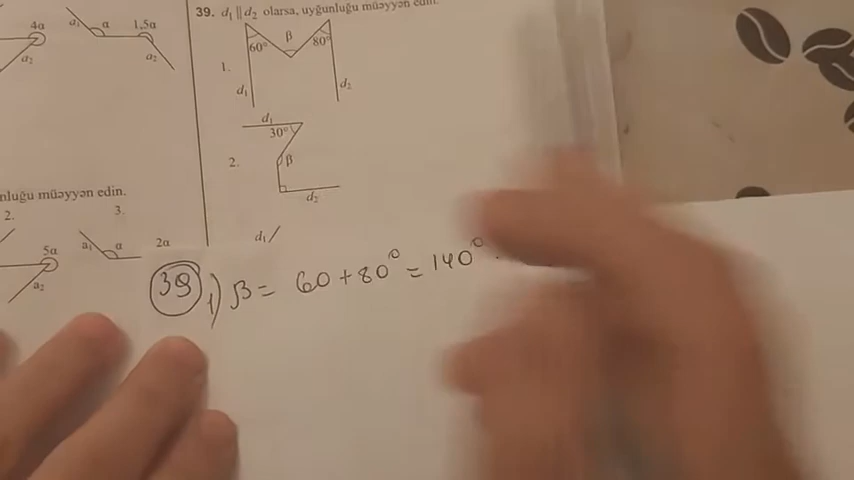 4α
a₂
a₁ α 1,5α
a₂
nluğu müəyyən edin.
2.
5α
a₂
3.
a₁ α 2α
39. d₁ || d₂ olarsa, uyğunluğu müəyyən edin.
1.
60° β 80°
d₁ d₂
2.
d₁
30°
β
d₂
d₁
39 1) β = 60 + 80° = 140°